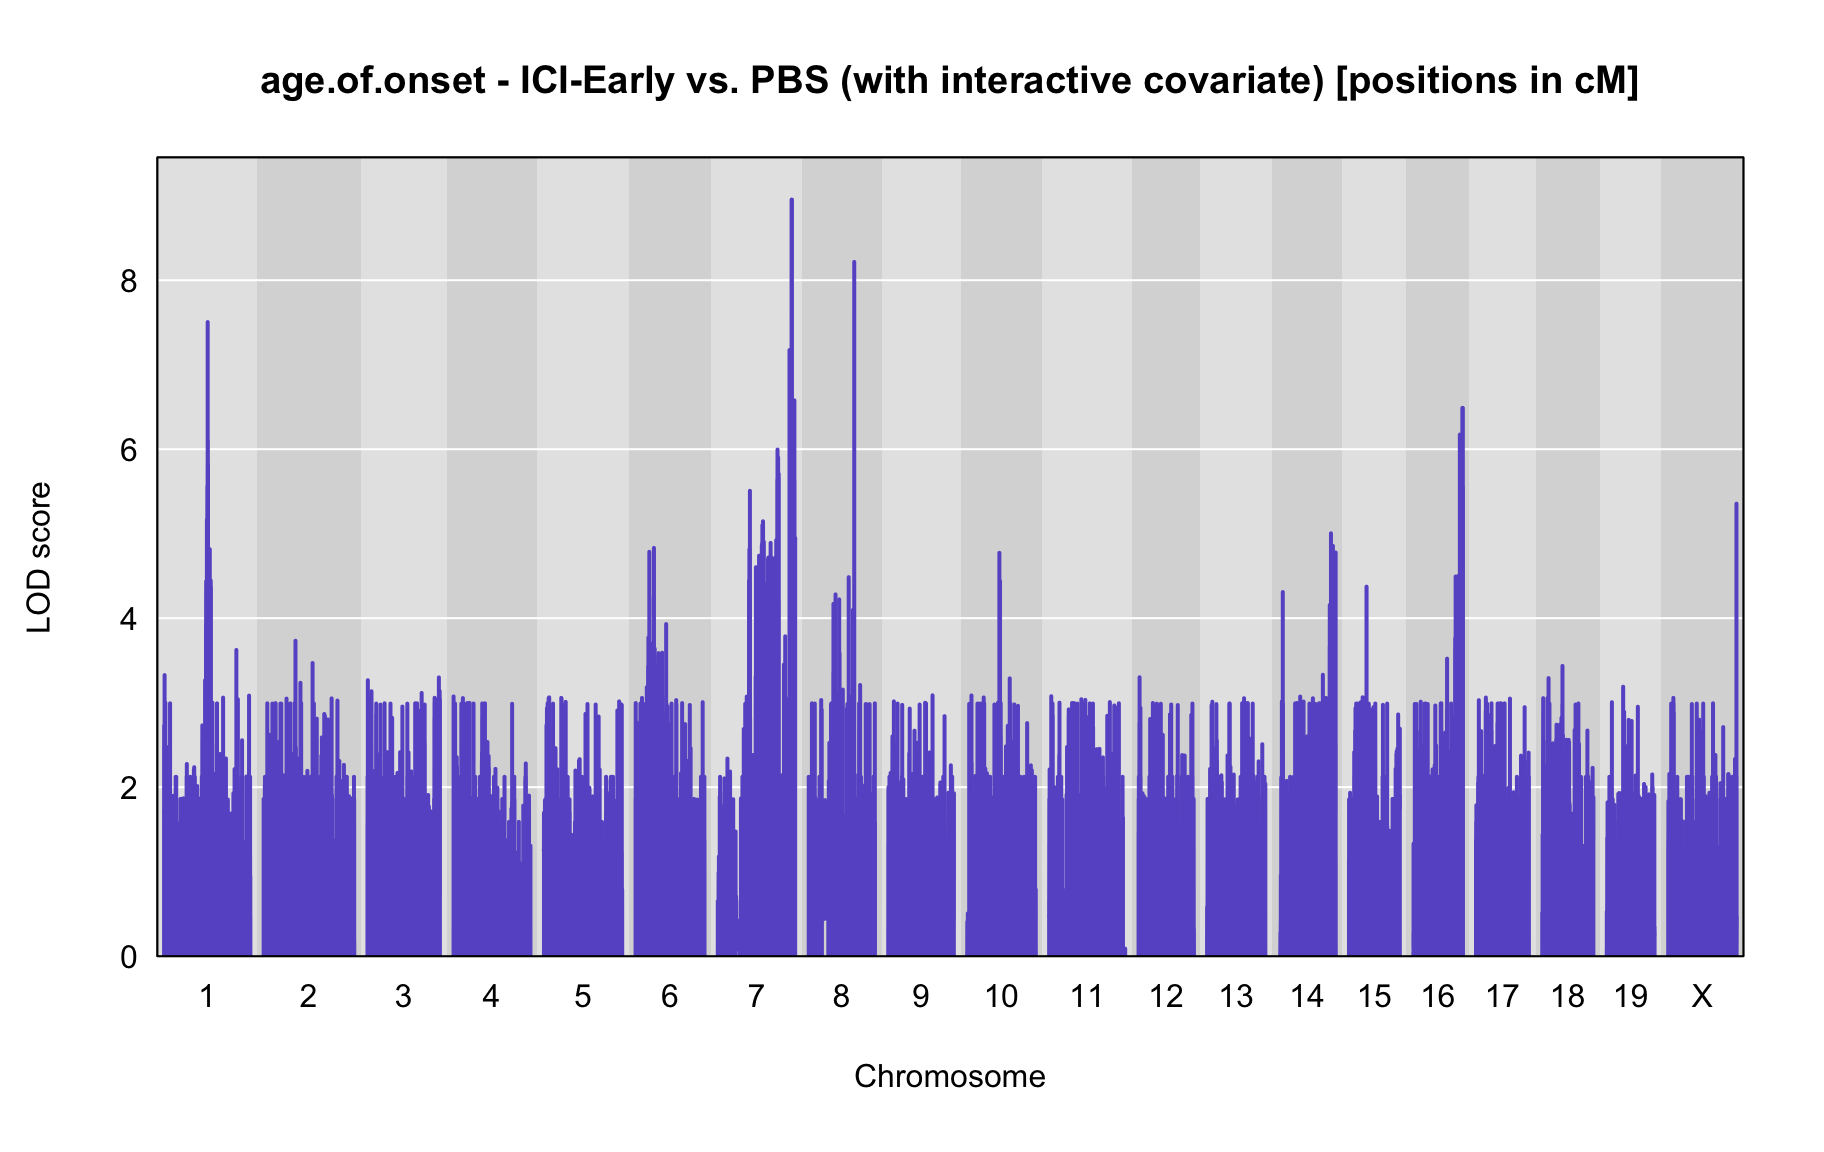 age.of.onset - ICI-Early vs. PBS (with interactive covariate) [positions in cM]
LOD score
8
6
4
2
0
1 2 3 4 5 6 7 8 9 10 11 12 13 14 15 16 17 18 19 X
Chromosome